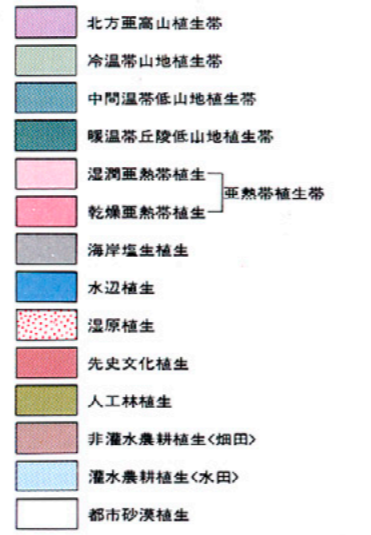 北方亜高山植生帯
冷温帯山地植生帯
中間温帯低山地植生帯
暖温帯丘陵低山地植生帯
湿潤亜熱帯植生
亜熱帯植生帯
乾燥亜熱帯植生
海岸塩生植生
水辺植生
湿原植生
先史文化植生
人工林植生
非灌水農耕植生<畑田>
灌水農耕植生<水田>
都市砂漠植生